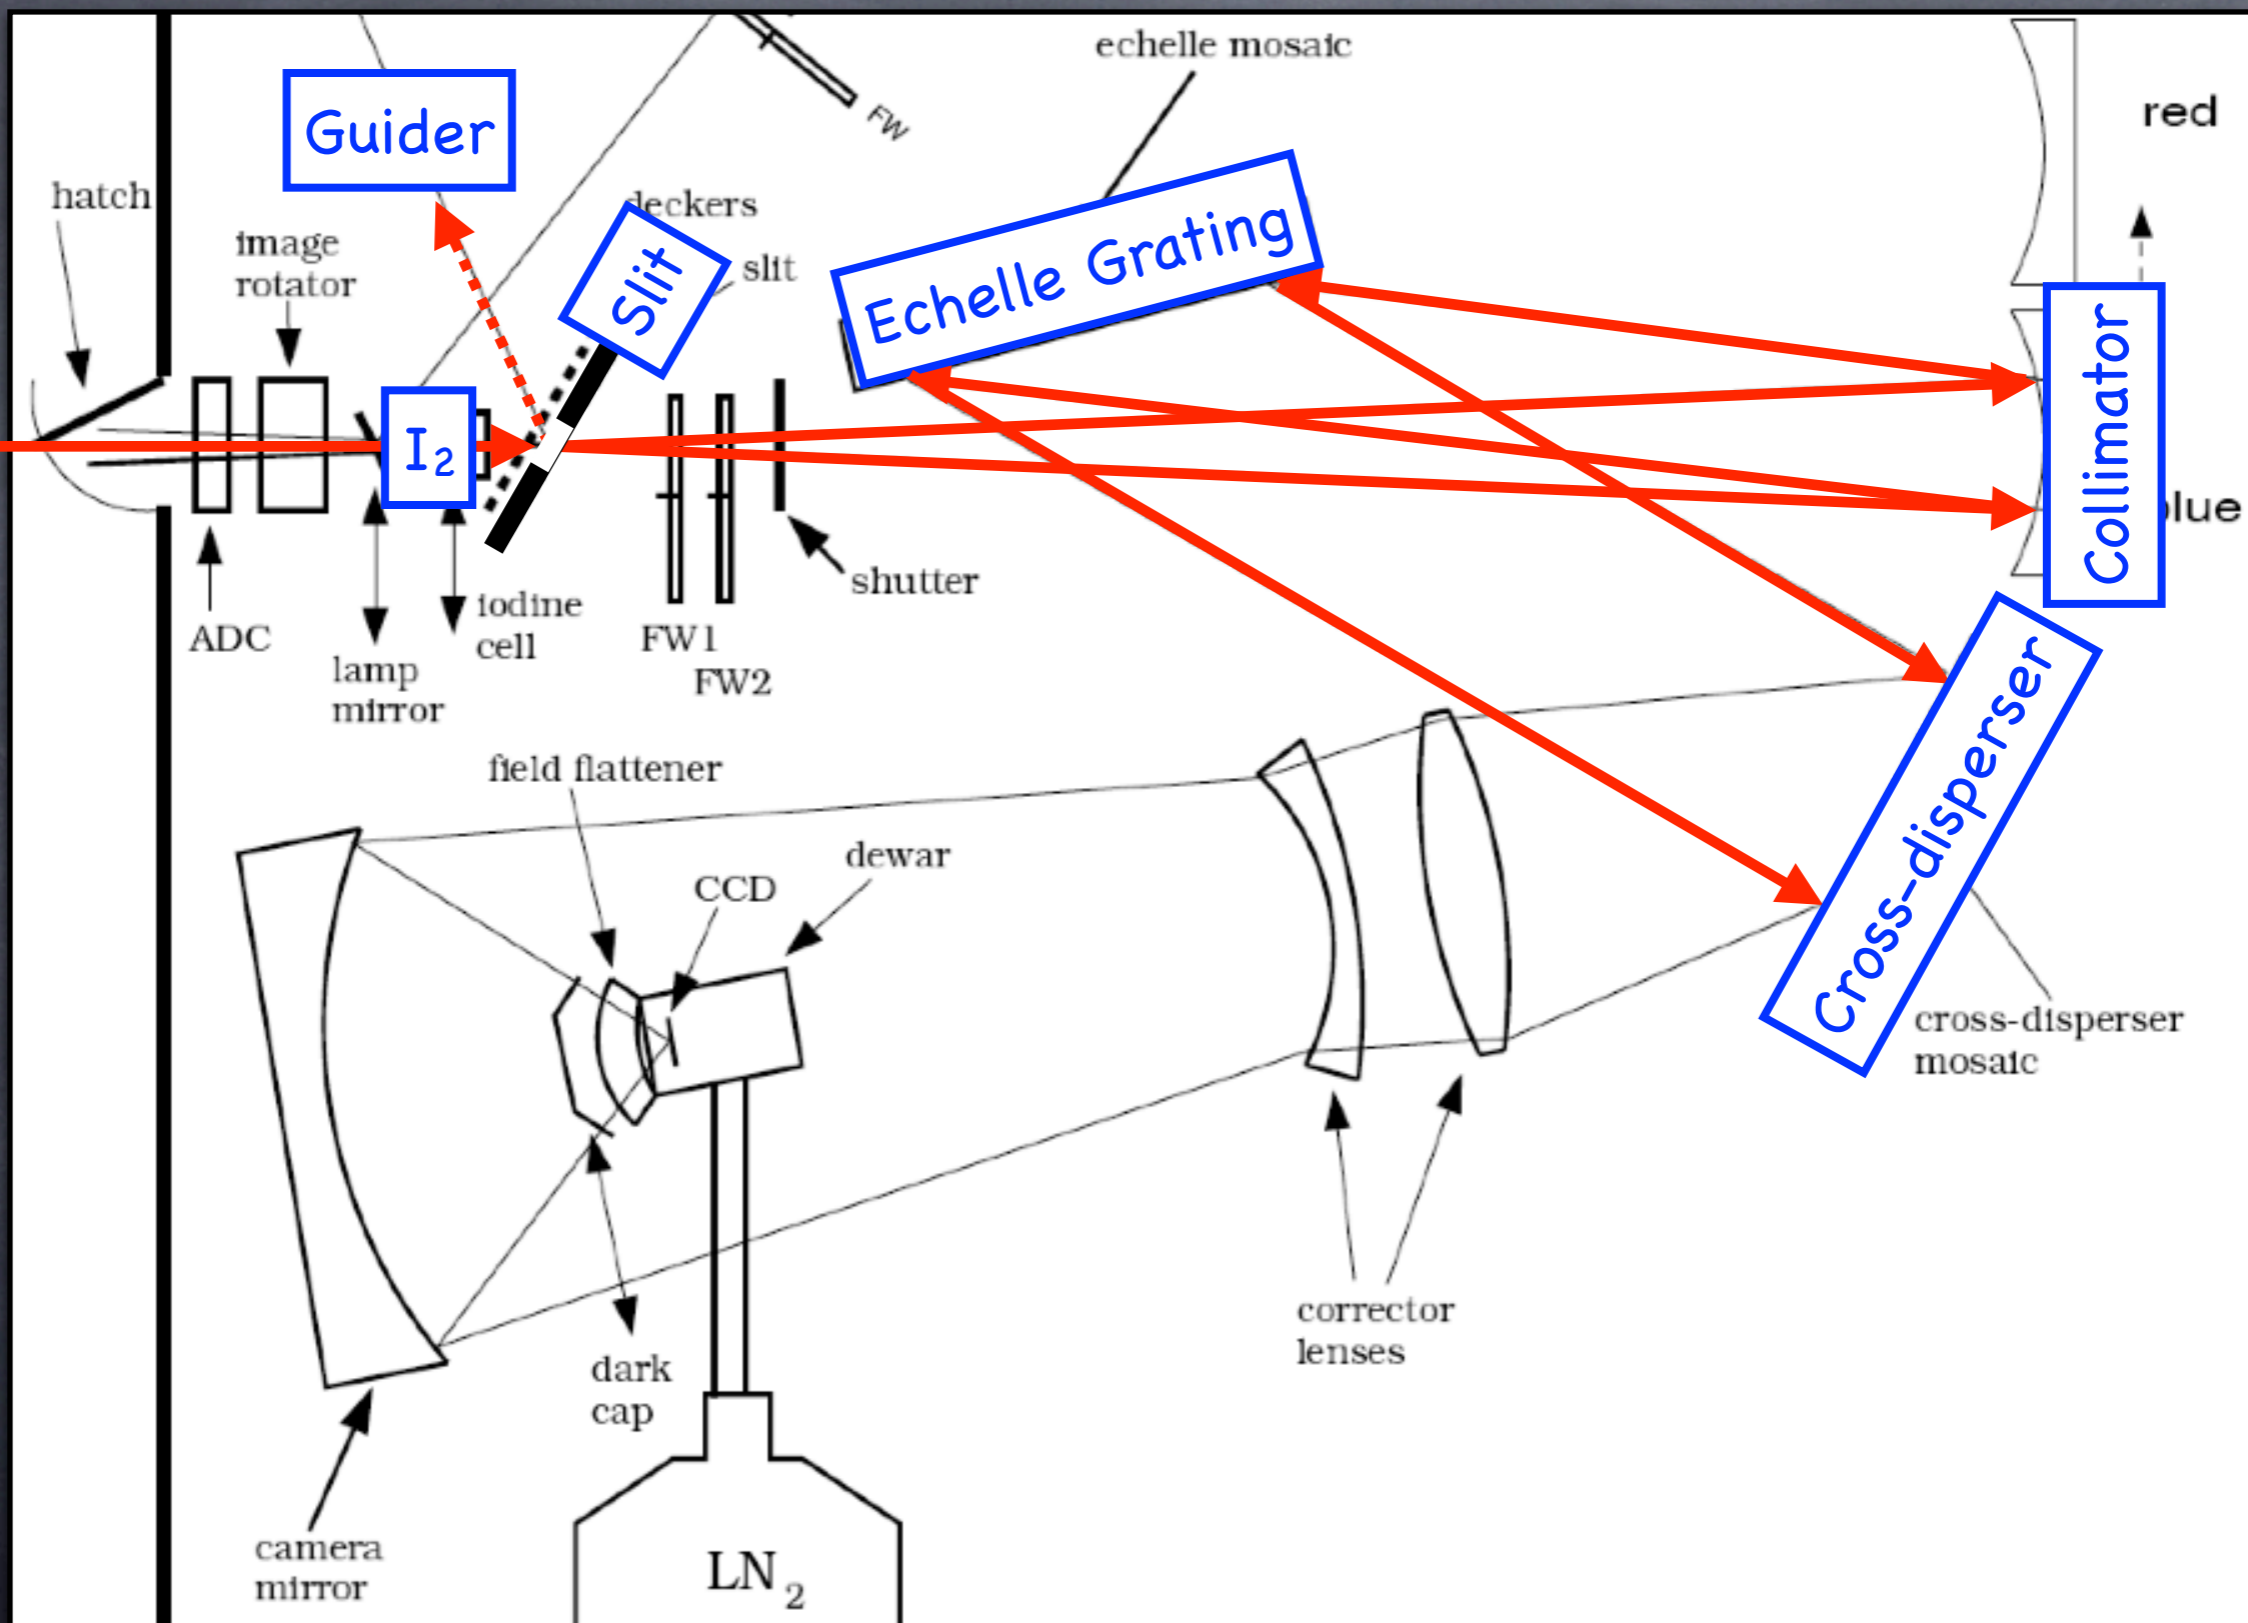 echelle mosaic
red
FW
Guider
hatch
deckers
Echelle Grating
image
rotator
slit
Slit
Collimator
I2
blue
shutter
iodine
cell
ADC
FW1
FW2
lamp
mirror
Cross-disperser
field flattener
dewar
CCD
cross-disperser
mosaic
corrector
lenses
dark
cap
camera
mirror
LN2